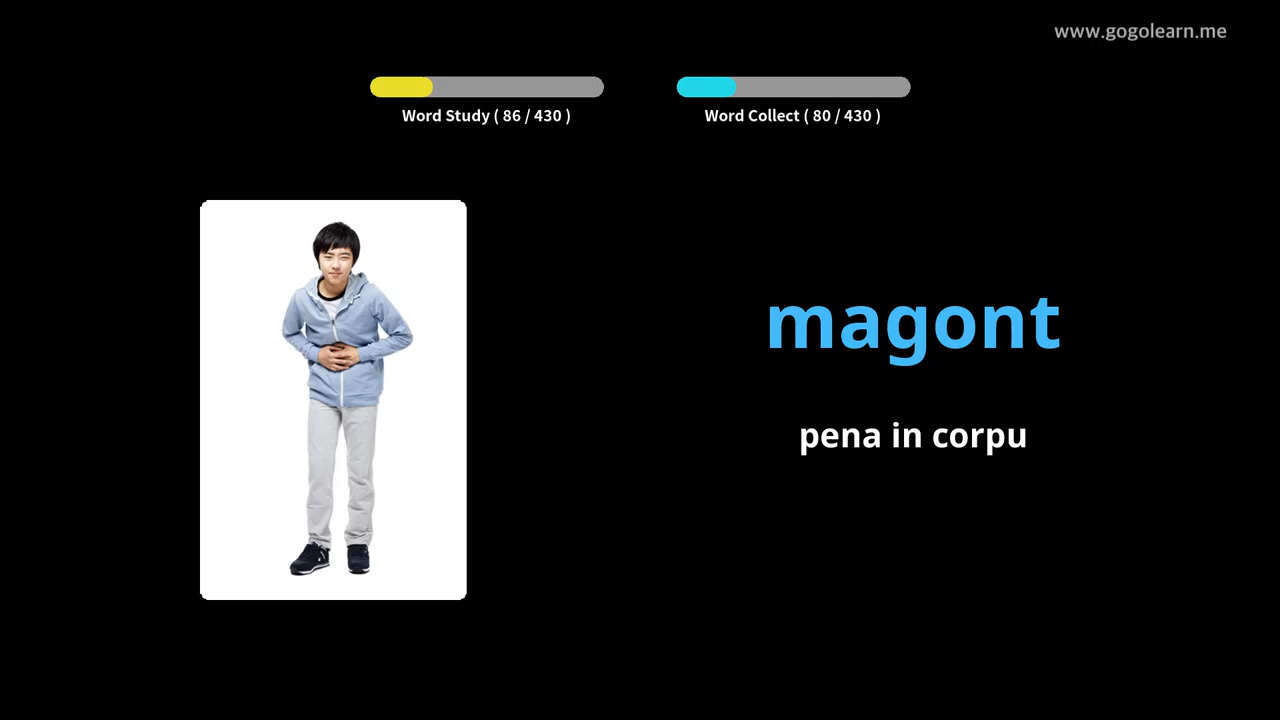 www.gogolearn.me
Word Study ( 86 / 430 )
Word Collect ( 80 / 430 )
magont
pena in corpu